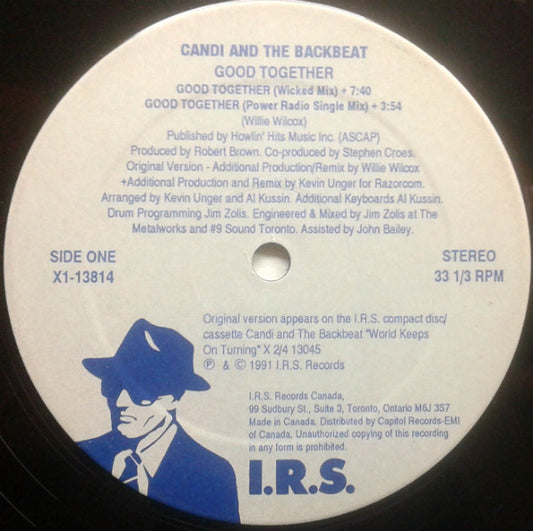 CANDI AND THE BACKBEAT
GOOD TOGETHER
GOOD TOGETHER (Wicked Mix) + 7:40
GOOD TOGETHER (Power Radio Single Mix) + 3:54
(Willie Wilcox)
Published by Howlin' Hits Music Inc. (ASCAP)
Produced by Robert Brown. Co-produced by Stephen Croes.
Original Version - Additional Production/Remix by Willie Wilcox
+Additional Production and Remix by Kevin Unger for Razorcom.
Arranged by Kevin Unger and Al Kussin. Additional Keyboards Al Kussin.
Drum Programming Jim Zolis. Engineered & Mixed by Jim Zolis at The
Metalworks and #9 Sound Toronto. Assisted by John Bailey.
SIDE ONE
X1-13814
STEREO
33 1/3 RPM
Original version appears on the I.R.S. compact disc/
cassette Candi and The Backbeat "World Keeps
On Turning" X 2/4 13045
℗ & © 1991 I.R.S. Records
I.R.S. Records Canada,
99 Sudbury St., Suite 3, Toronto, Ontario M6J 3S7
Made in Canada. Distributed by Capitol Records-EMI
of Canada. Unauthorized copying of this recording
in any form is prohibited.
I.R.S.